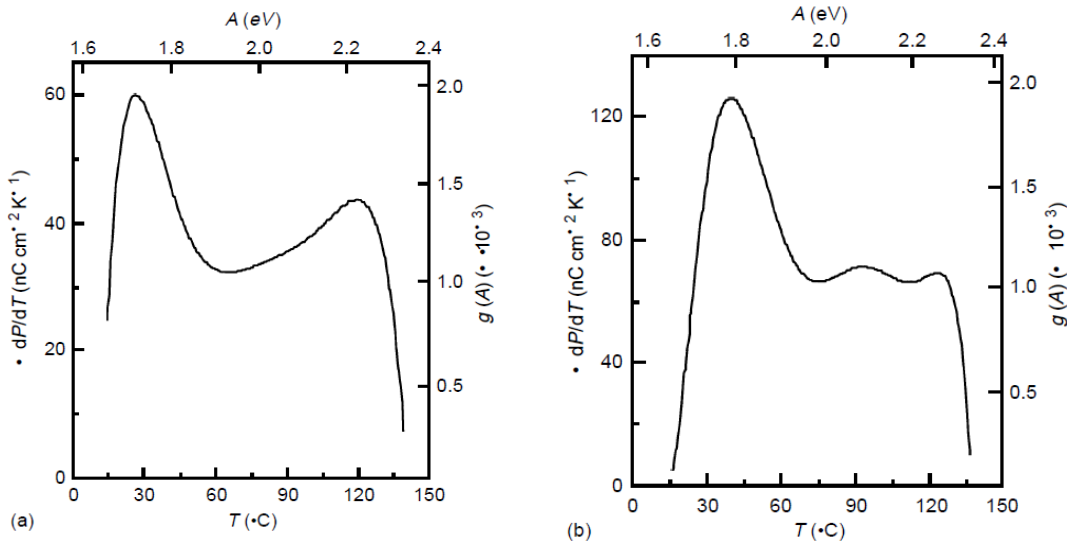 A (eV)
1.6 1.8 2.0 2.2 2.4
60
40
20
0
• dP/dT (nC cm•2 K•1)
2.0
1.5
1.0
0.5
g (A) (• •10•3)
0 30 60 90 120 150
(a)
T (•C)
A (eV)
1.6 1.8 2.0 2.2 2.4
120
80
40
0
• dP/dT (nC cm•2 K•1)
2.0
1.5
1.0
0.5
g (A) (• 10•3)
0 30 60 90 120 150
(b)
T (•C)